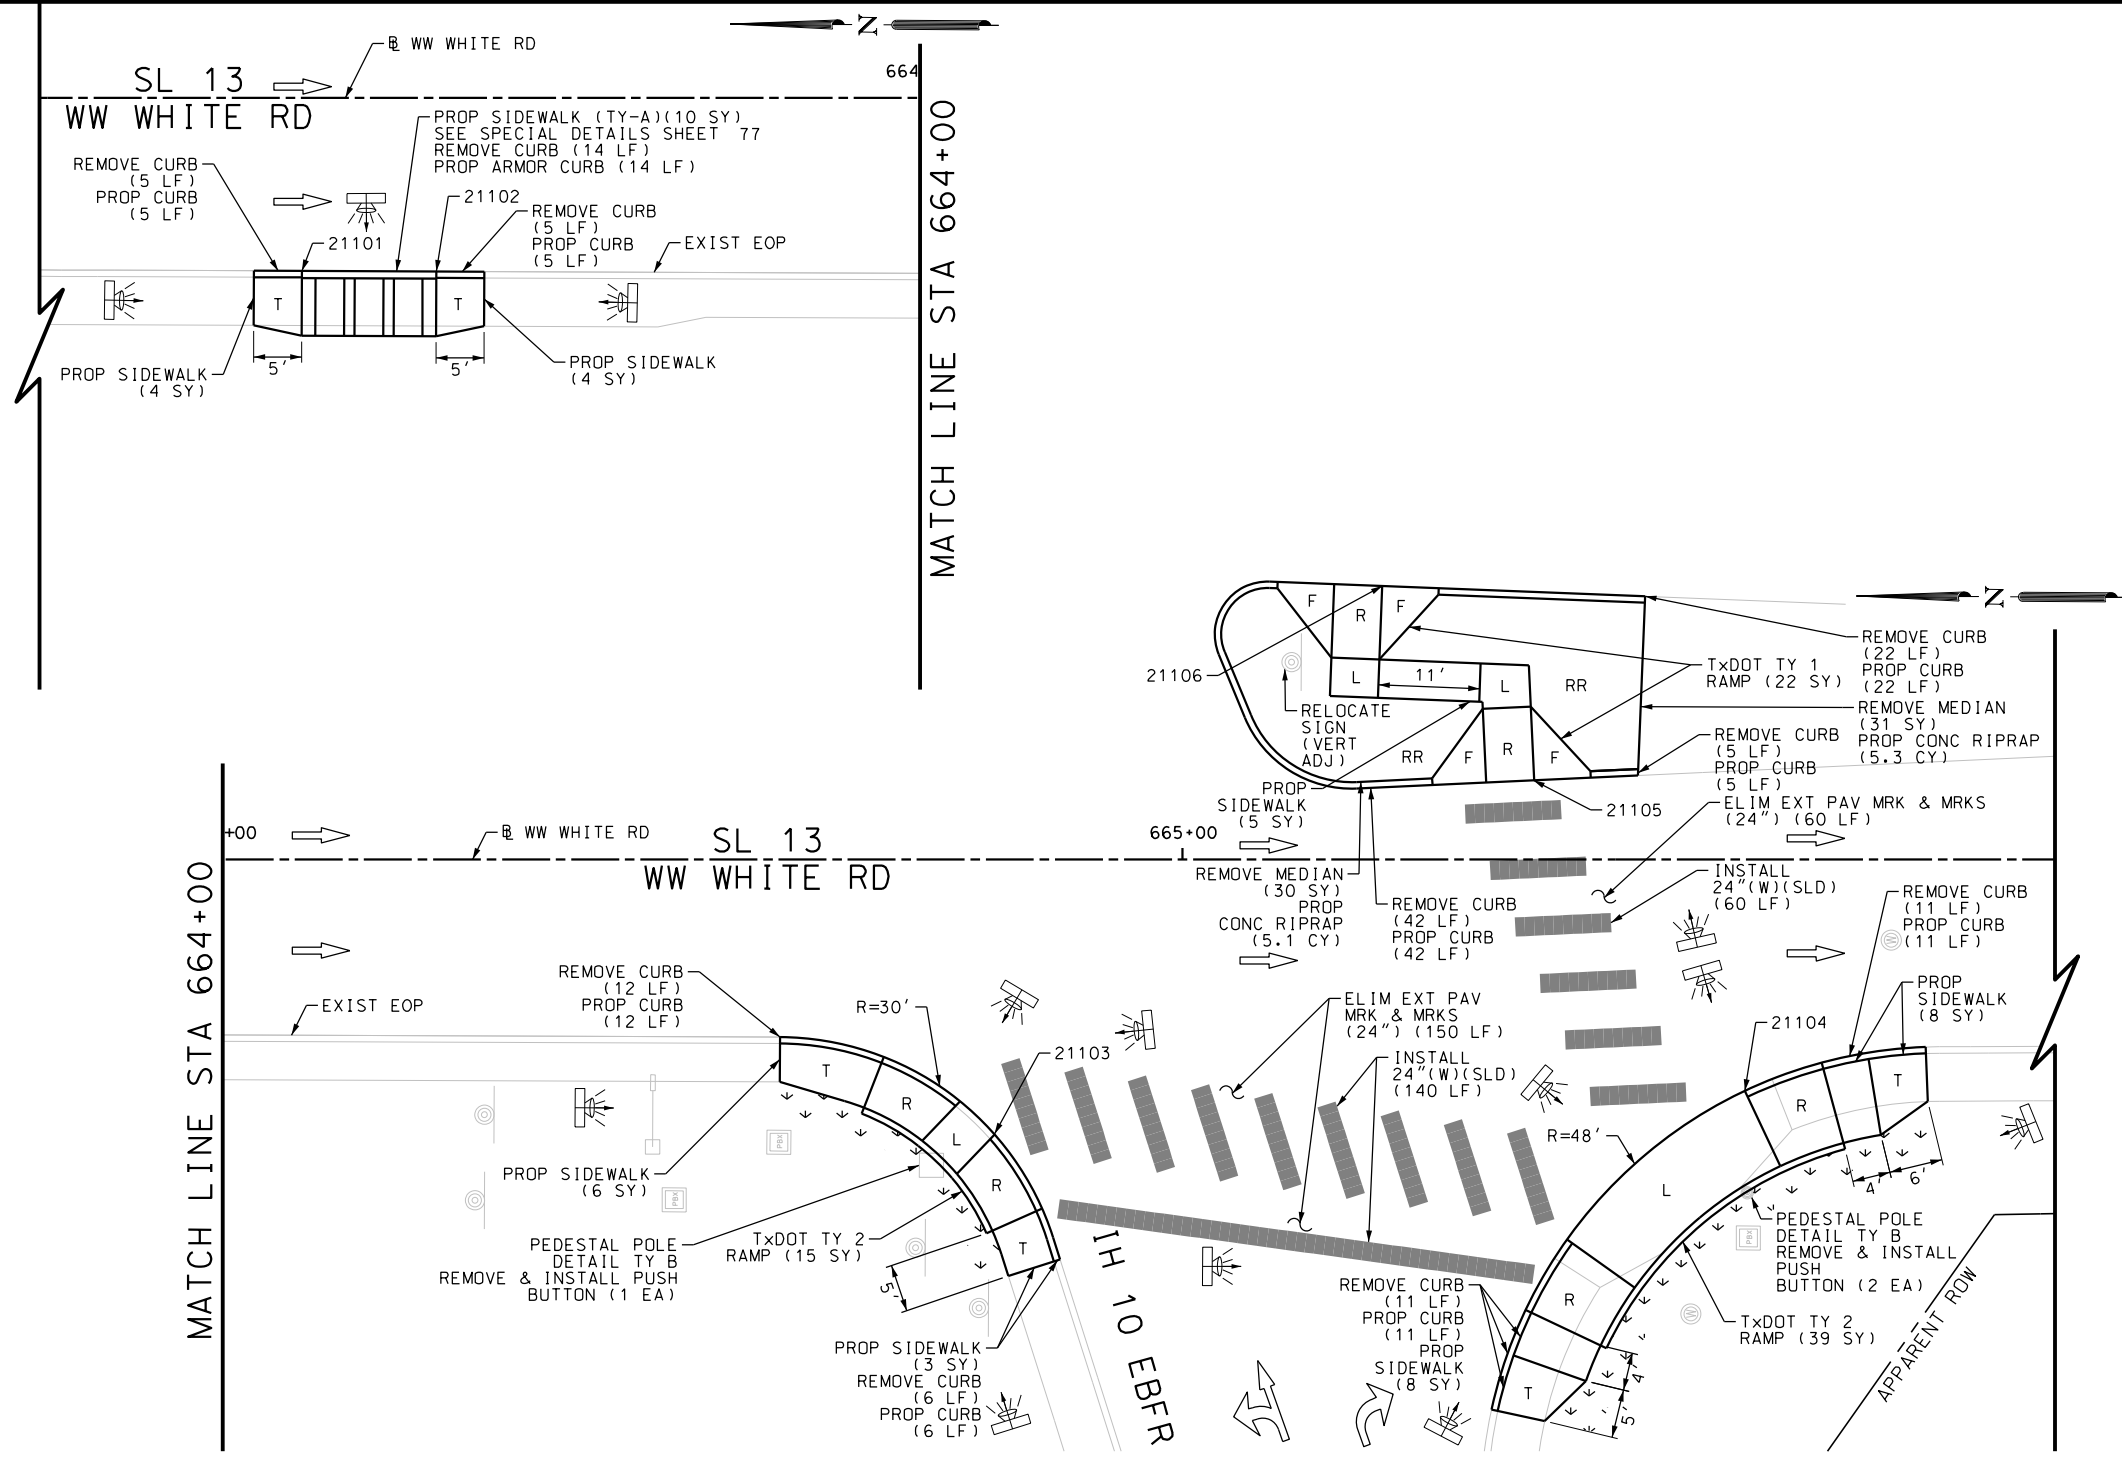 N
℄ WW WHITE RD
664
SL 13
WW WHITE RD
PROP SIDEWALK (TY-A)(10 SY)
SEE SPECIAL DETAILS SHEET 77
REMOVE CURB (14 LF)
PROP ARMOR CURB (14 LF)
REMOVE CURB
(5 LF)
PROP CURB
(5 LF)
21102
REMOVE CURB
(5 LF)
PROP CURB
(5 LF)
21101
EXIST EOP
T
T
5'
5'
PROP SIDEWALK
(4 SY)
PROP SIDEWALK
(4 SY)
MATCH LINE STA 664+00
N
F
R
F
L
11'
L
RR
RR
F
R
F
21106
RELOCATE
SIGN
(VERT
ADJ)
TxDOT TY 1
RAMP (22 SY)
REMOVE CURB
(22 LF)
PROP CURB
(22 LF)
REMOVE MEDIAN
(31 SY)
PROP CONC RIPRAP
(5.3 CY)
REMOVE CURB
(5 LF)
PROP CURB
(5 LF)
PROP
SIDEWALK
(5 SY)
21105
ELIM EXT PAV MRK & MRKS
(24") (60 LF)
+00
℄ WW WHITE RD
SL 13
WW WHITE RD
665+00
REMOVE MEDIAN
(30 SY)
PROP
CONC RIPRAP
(5.1 CY)
REMOVE CURB
(42 LF)
PROP CURB
(42 LF)
INSTALL
24"(W)(SLD)
(60 LF)
REMOVE CURB
(11 LF)
PROP CURB
(11 LF)
W
PROP
SIDEWALK
(8 SY)
MATCH LINE STA 664+00
EXIST EOP
REMOVE CURB
(12 LF)
PROP CURB
(12 LF)
R=30'
21103
ELIM EXT PAV
MRK & MRKS
(24") (150 LF)
INSTALL
24"(W)(SLD)
(140 LF)
21104
R=48'
T
R
L
R
T
PBX
PBX
PROP SIDEWALK
(6 SY)
PEDESTAL POLE
DETAIL TY B
REMOVE & INSTALL PUSH
BUTTON (1 EA)
TxDOT TY 2
RAMP (15 SY)
5'
PROP SIDEWALK
(3 SY)
REMOVE CURB
(6 LF)
PROP CURB
(6 LF)
IH 10 EBFR
T
R
L
R
T
4'
6'
PBX
W
PEDESTAL POLE
DETAIL TY B
REMOVE & INSTALL
PUSH
BUTTON (2 EA)
TxDOT TY 2
RAMP (39 SY)
REMOVE CURB
(11 LF)
PROP CURB
(11 LF)
PROP
SIDEWALK
(8 SY)
4'
5'
APPARENT ROW